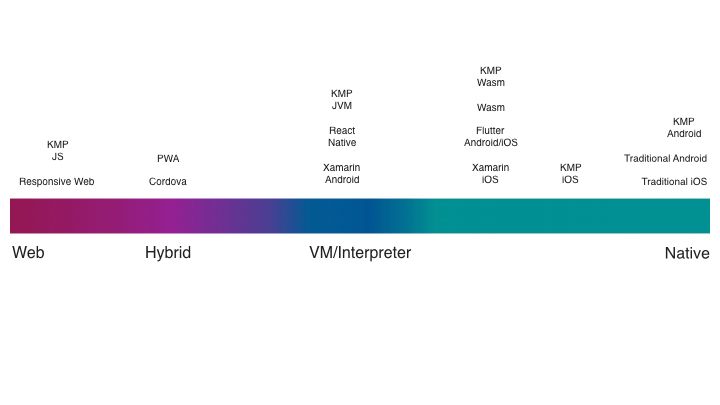 KMP
JS
Responsive Web
PWA
Cordova
KMP
JVM
React
Native
Xamarin
Android
KMP
Wasm
Wasm
Flutter
Android/iOS
Xamarin
iOS
KMP
iOS
KMP
Android
Traditional Android
Traditional iOS
Web
Hybrid
VM/Interpreter
Native